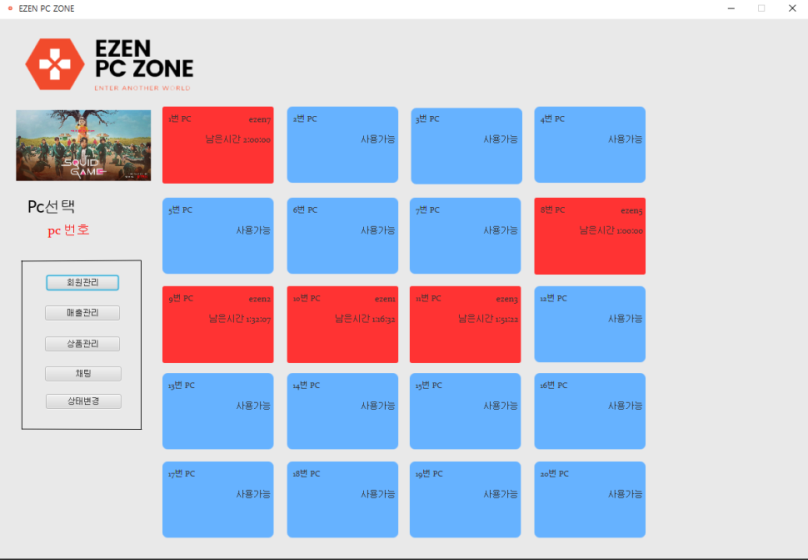 EZEN PC ZONE
EZEN
PC ZONE
ENTER ANOTHER WORLD
SQUID
GAME
Pc선택
pc 번호
회원관리
매출관리
상품관리
채팅
상태변경
1번 PC ezen7
남은시간 2:00:00
2번 PC
사용가능
3번 PC
사용가능
4번 PC
사용가능
5번 PC
사용가능
6번 PC
사용가능
7번 PC
사용가능
8번 PC ezen5
남은시간 1:00:00
9번 PC ezen2
남은시간 1:32:07
10번 PC ezen1
남은시간 1:26:32
11번 PC ezen3
남은시간 1:31:22
12번 PC
사용가능
13번 PC
사용가능
14번 PC
사용가능
15번 PC
사용가능
16번 PC
사용가능
17번 PC
사용가능
18번 PC
사용가능
19번 PC
사용가능
20번 PC
사용가능